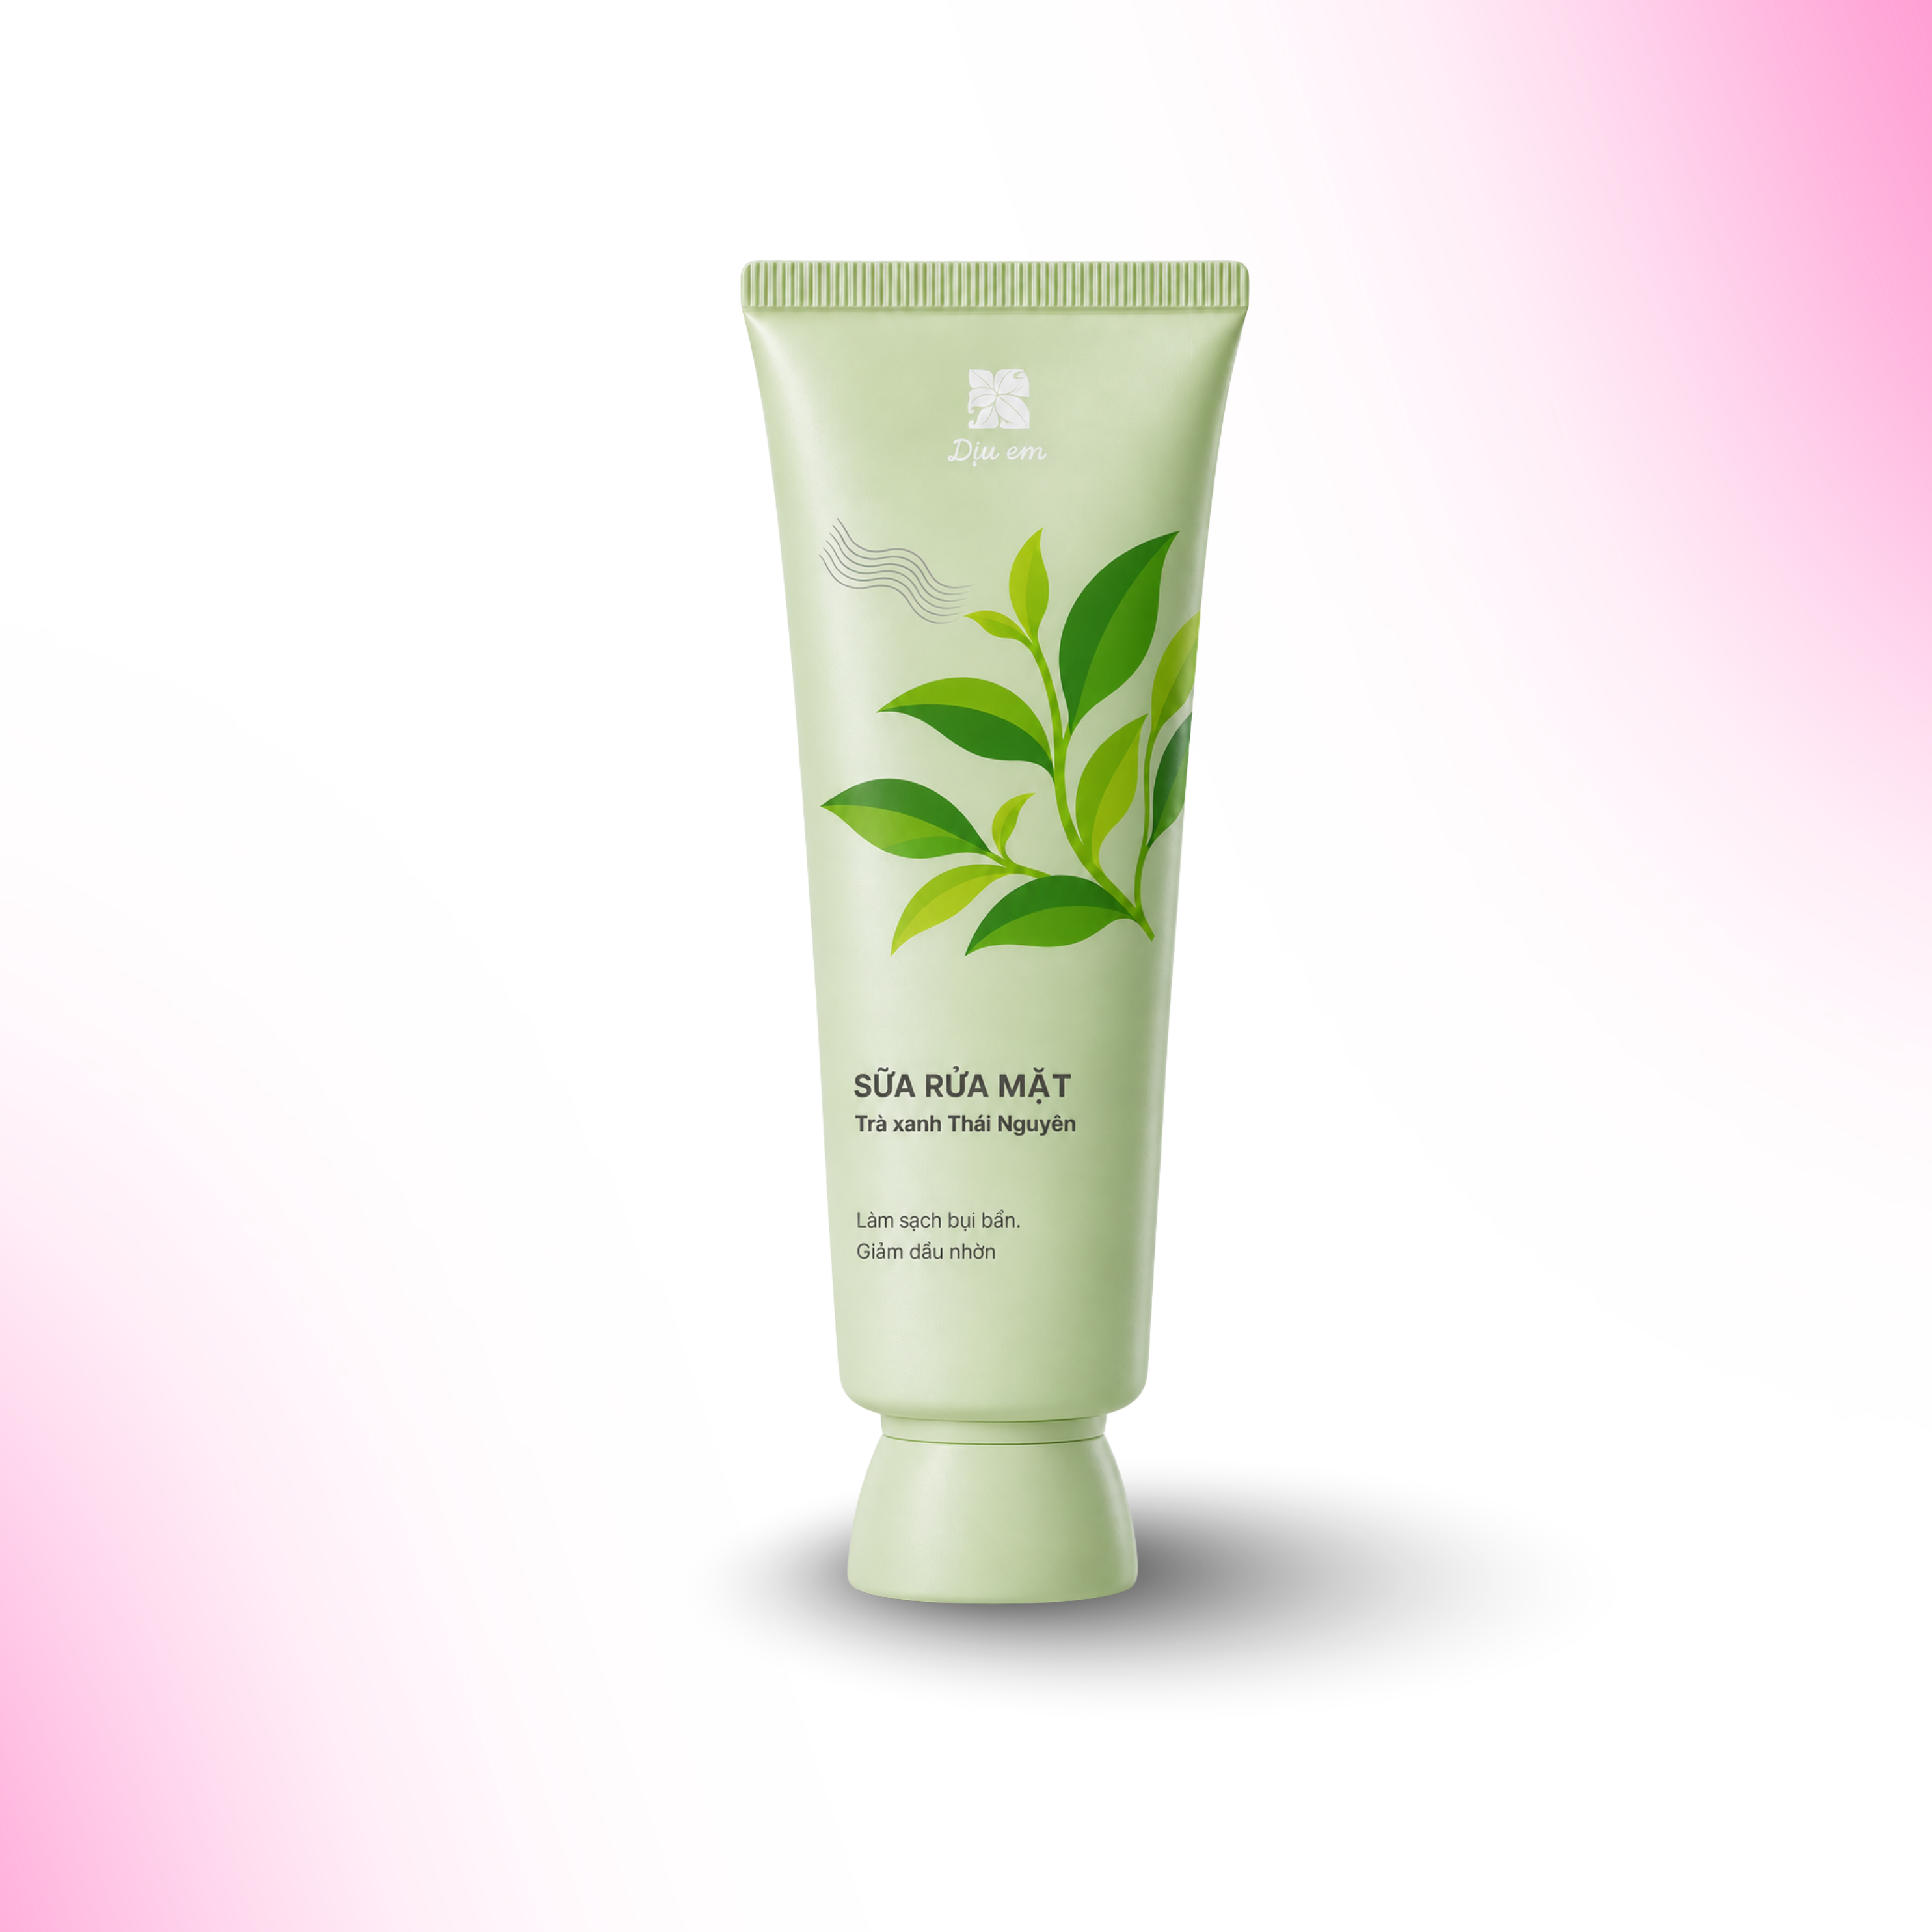 Dịu em
SỮA RỬA MẶT
Trà xanh Thái Nguyên
Làm sạch bụi bẩn.
Giảm dầu nhờn